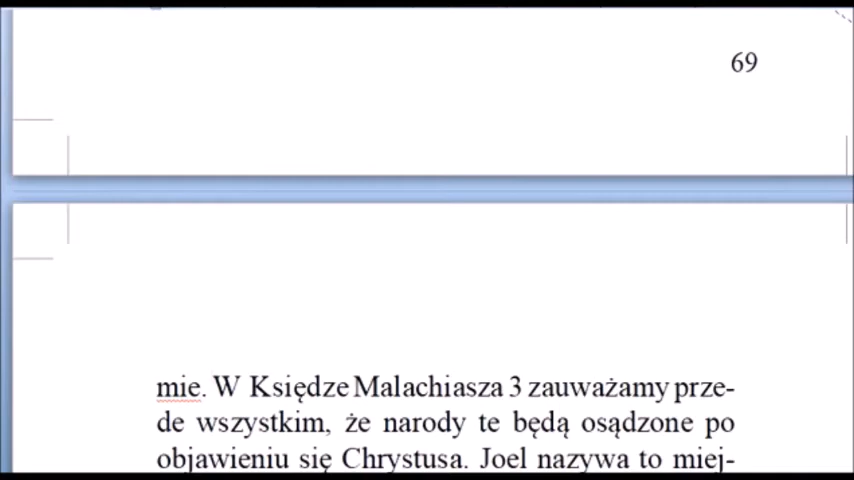 69
mie. W Księdze Malachiasza 3 zauważamy prze-
de wszystkim, że narody te będą osądzone po
objawieniu się Chrystusa. Joel nazywa to miej-